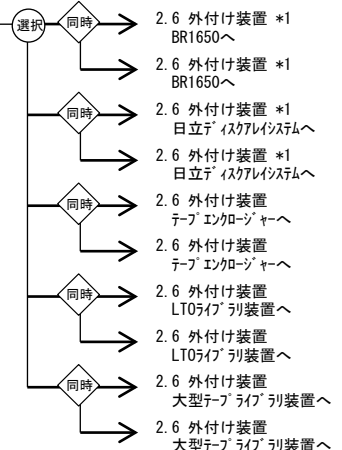 選択
同時
2.6 外付け装置 *1
BR1650へ
2.6 外付け装置 *1
BR1650へ
同時
2.6 外付け装置 *1
日立ﾃﾞｨｽｸｱﾚｲｼｽﾃﾑへ
2.6 外付け装置 *1
日立ﾃﾞｨｽｸｱﾚｲｼｽﾃﾑへ
同時
2.6 外付け装置
ﾃｰﾌﾟｴﾝｸﾛｰｼﾞｬｰへ
2.6 外付け装置
ﾃｰﾌﾟｴﾝｸﾛｰｼﾞｬｰへ
同時
2.6 外付け装置
LTOﾗｲﾌﾞﾗﾘ装置へ
2.6 外付け装置
LTOﾗｲﾌﾞﾗﾘ装置へ
同時
2.6 外付け装置
大型ﾃｰﾌﾟﾗｲﾌﾞﾗﾘ装置へ
2.6 外付け装置
大型ﾃｰﾌﾟﾗｲﾌﾞﾗﾘ装置へ